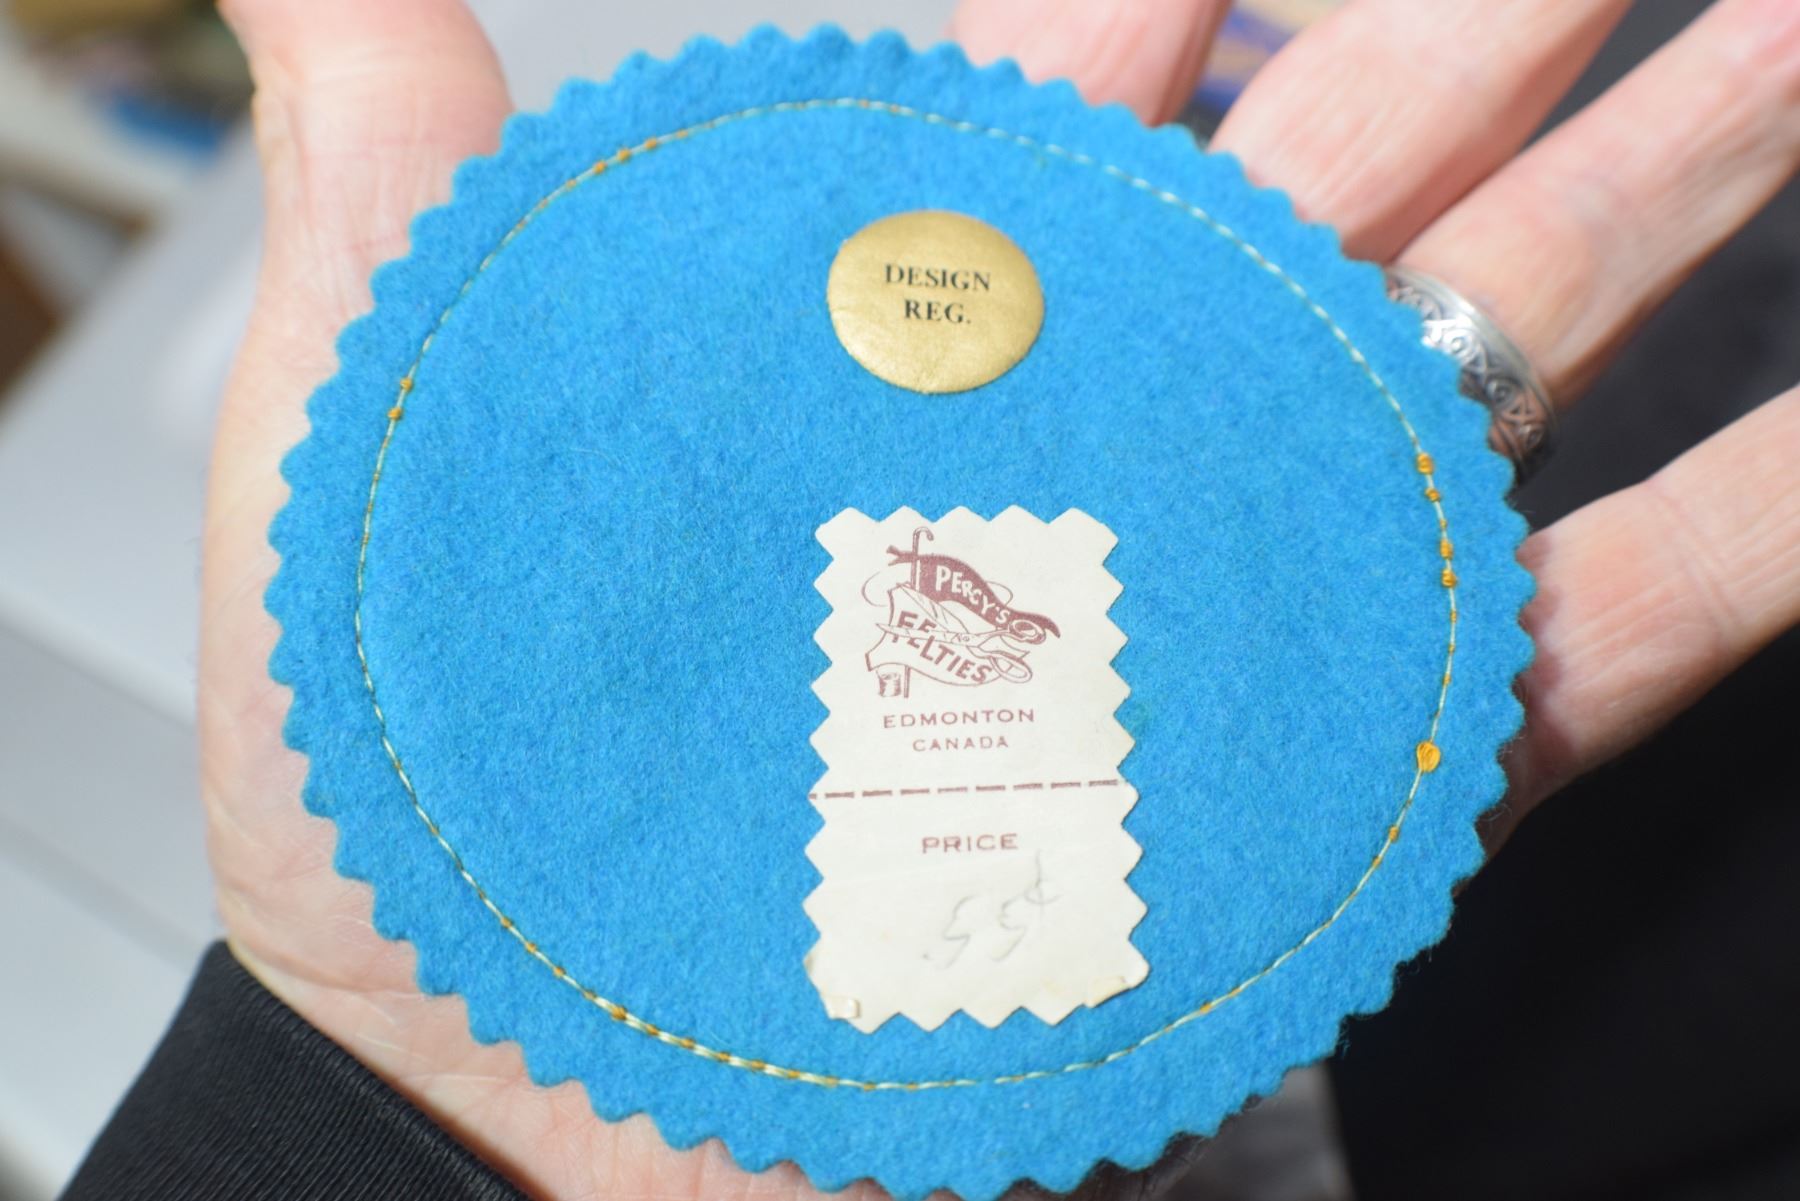 DESIGN
REG.
PERCY'S
FELTIES
EDMONTON
CANADA
PRICE
55¢